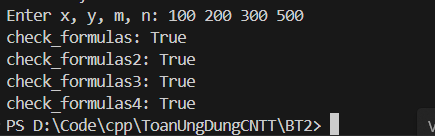 Enter x, y, m, n: 100 200 300 500
check_formulas: True
check_formulas2: True
check_formulas3: True
check_formulas4: True
PS D:\Code\cpp\ToanUngDungCNTT\BT2>